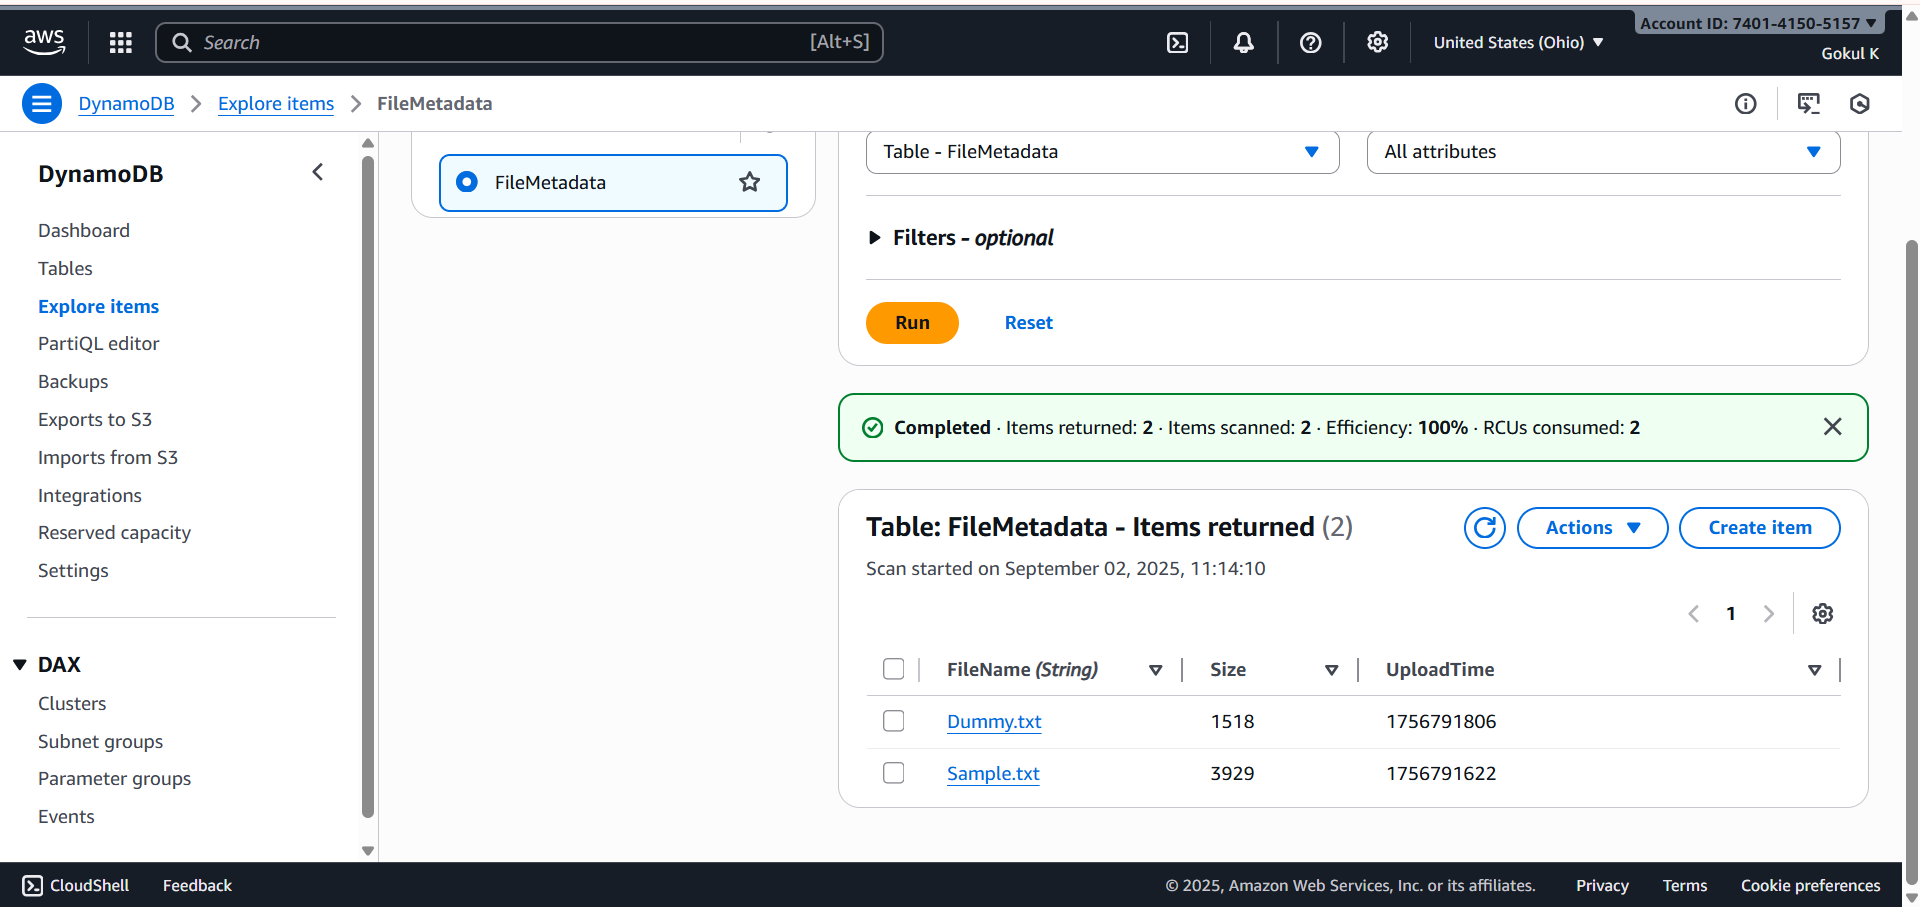 aws
Search [Alt+S]
United States (Ohio)
Account ID: 7401-4150-5157
Gokul K
DynamoDB
Explore items
FileMetadata
DynamoDB
Dashboard
Tables
Explore items
PartiQL editor
Backups
Exports to S3
Imports from S3
Integrations
Reserved capacity
Settings
DAX
Clusters
Subnet groups
Parameter groups
Events
FileMetadata
Table - FileMetadata
All attributes
Filters - optional
Run Reset
Completed · Items returned: 2 · Items scanned: 2 · Efficiency: 100% · RCUs consumed: 2
Table: FileMetadata - Items returned (2)
Actions
Create item
Scan started on September 02, 2025, 11:14:10
1
FileName (String) Size UploadTime
Dummy.txt 1518 1756791806
Sample.txt 3929 1756791622
CloudShell Feedback © 2025, Amazon Web Services, Inc. or its affiliates. Privacy Terms Cookie preferences